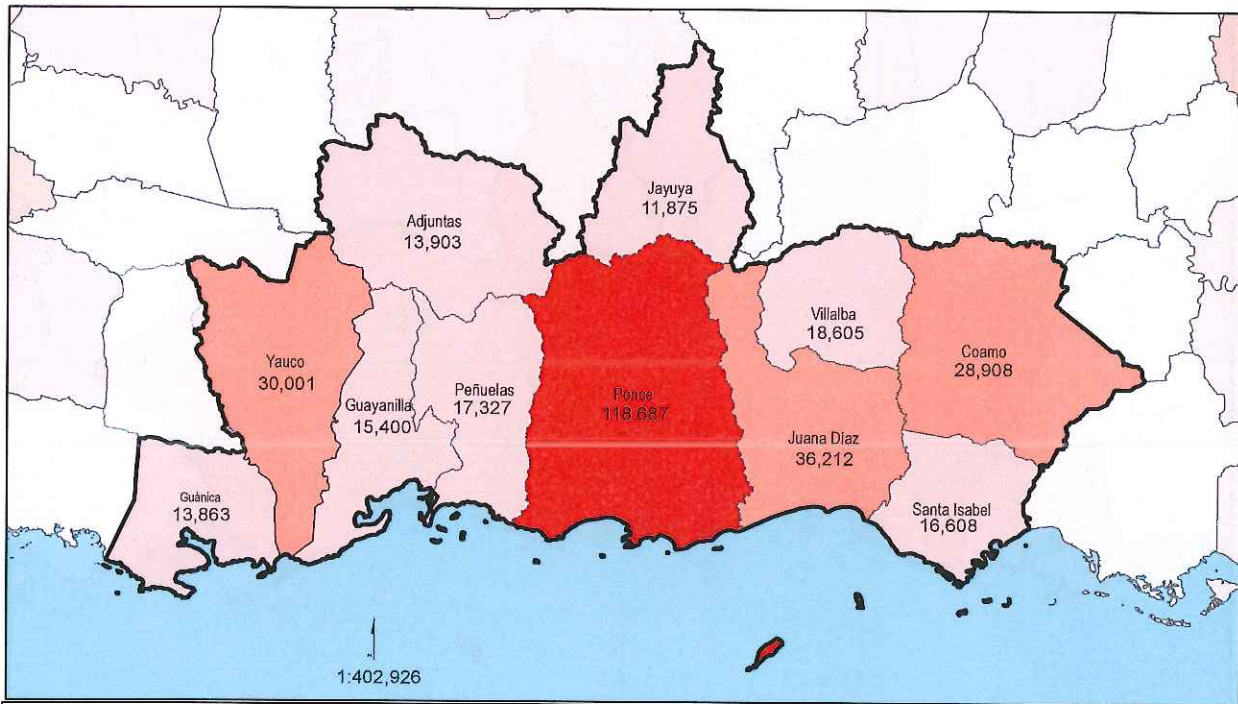 Jayuya
11,875
Adjuntas
13,903
Villalba
18,605
Yauco
30,001
Coamo
28,908
Peñuelas
17,327
Ponce
118,687
Guayanilla
15,400
Juana Díaz
36,212
Guánica
13,863
Santa Isabel
16,608
N
1:402,926